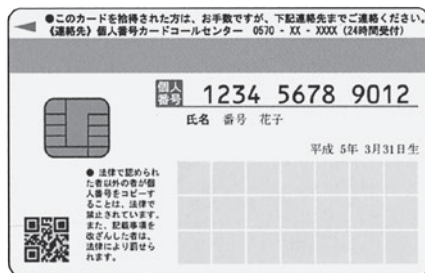 ●このカードを拾得された方は、お手数ですが、下記連絡先までご連絡ください。
《連絡先》個人番号カードコールセンター 0570 - XX - XXXX (24時間受付)
個人番号 1234 5678 9012
氏名 番号 花子
平成 5年 3月31日生
● 法律で認められ
た者以外の者が個
人番号をコピーす
ることは、法律で
禁止されています。
また、記載事項を
改ざんした者は、
法律により罰せら
れます。